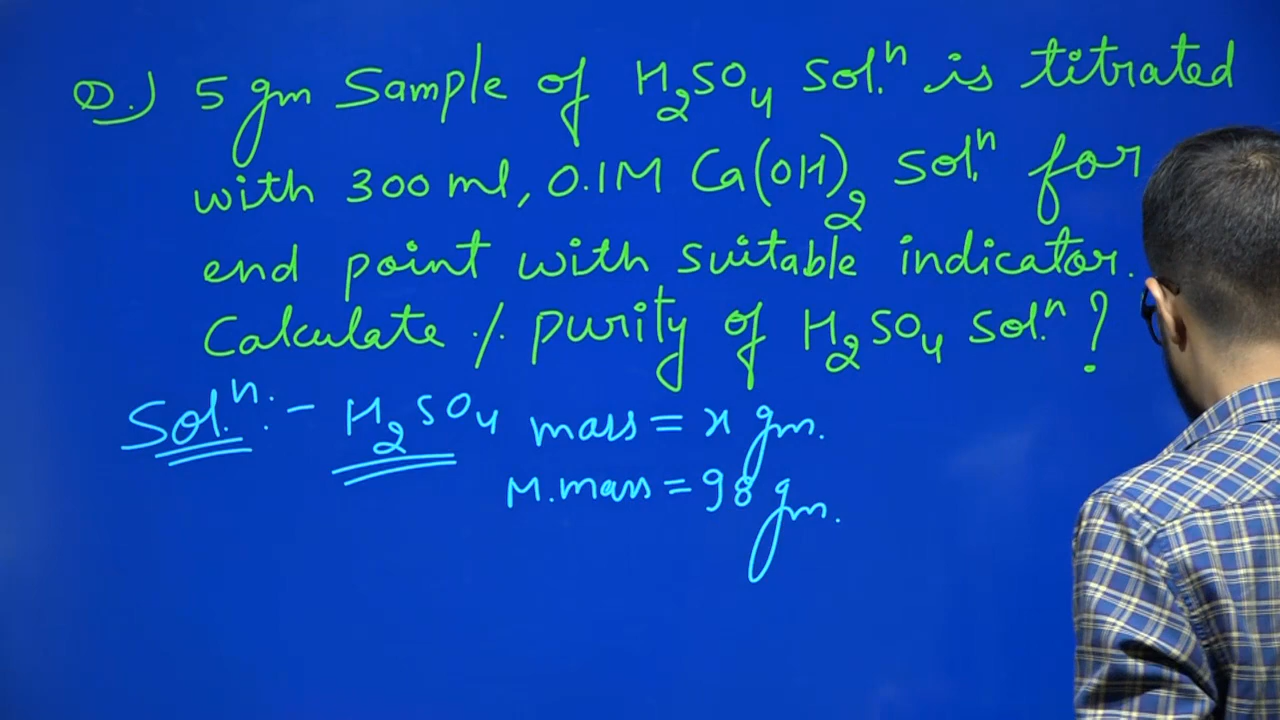 Q.) 5 gm Sample of H₂SO₄ Sol.ⁿ is titrated
with 300 ml, 0.1M Ca(OH)₂ Sol.ⁿ for
end point with suitable indicator.
Calculate % purity of H₂SO₄ Sol.ⁿ ?
Sol.ⁿ: - H₂SO₄ mass = x gm.
M. mass = 98 gm.